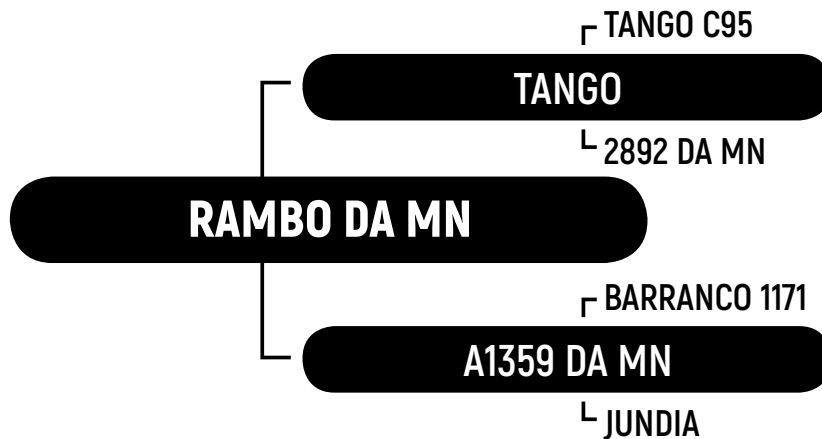 TANGO C95
TANGO
2892 DA MN
RAMBO DA MN
BARRANCO 1171
A1359 DA MN
JUNDIA